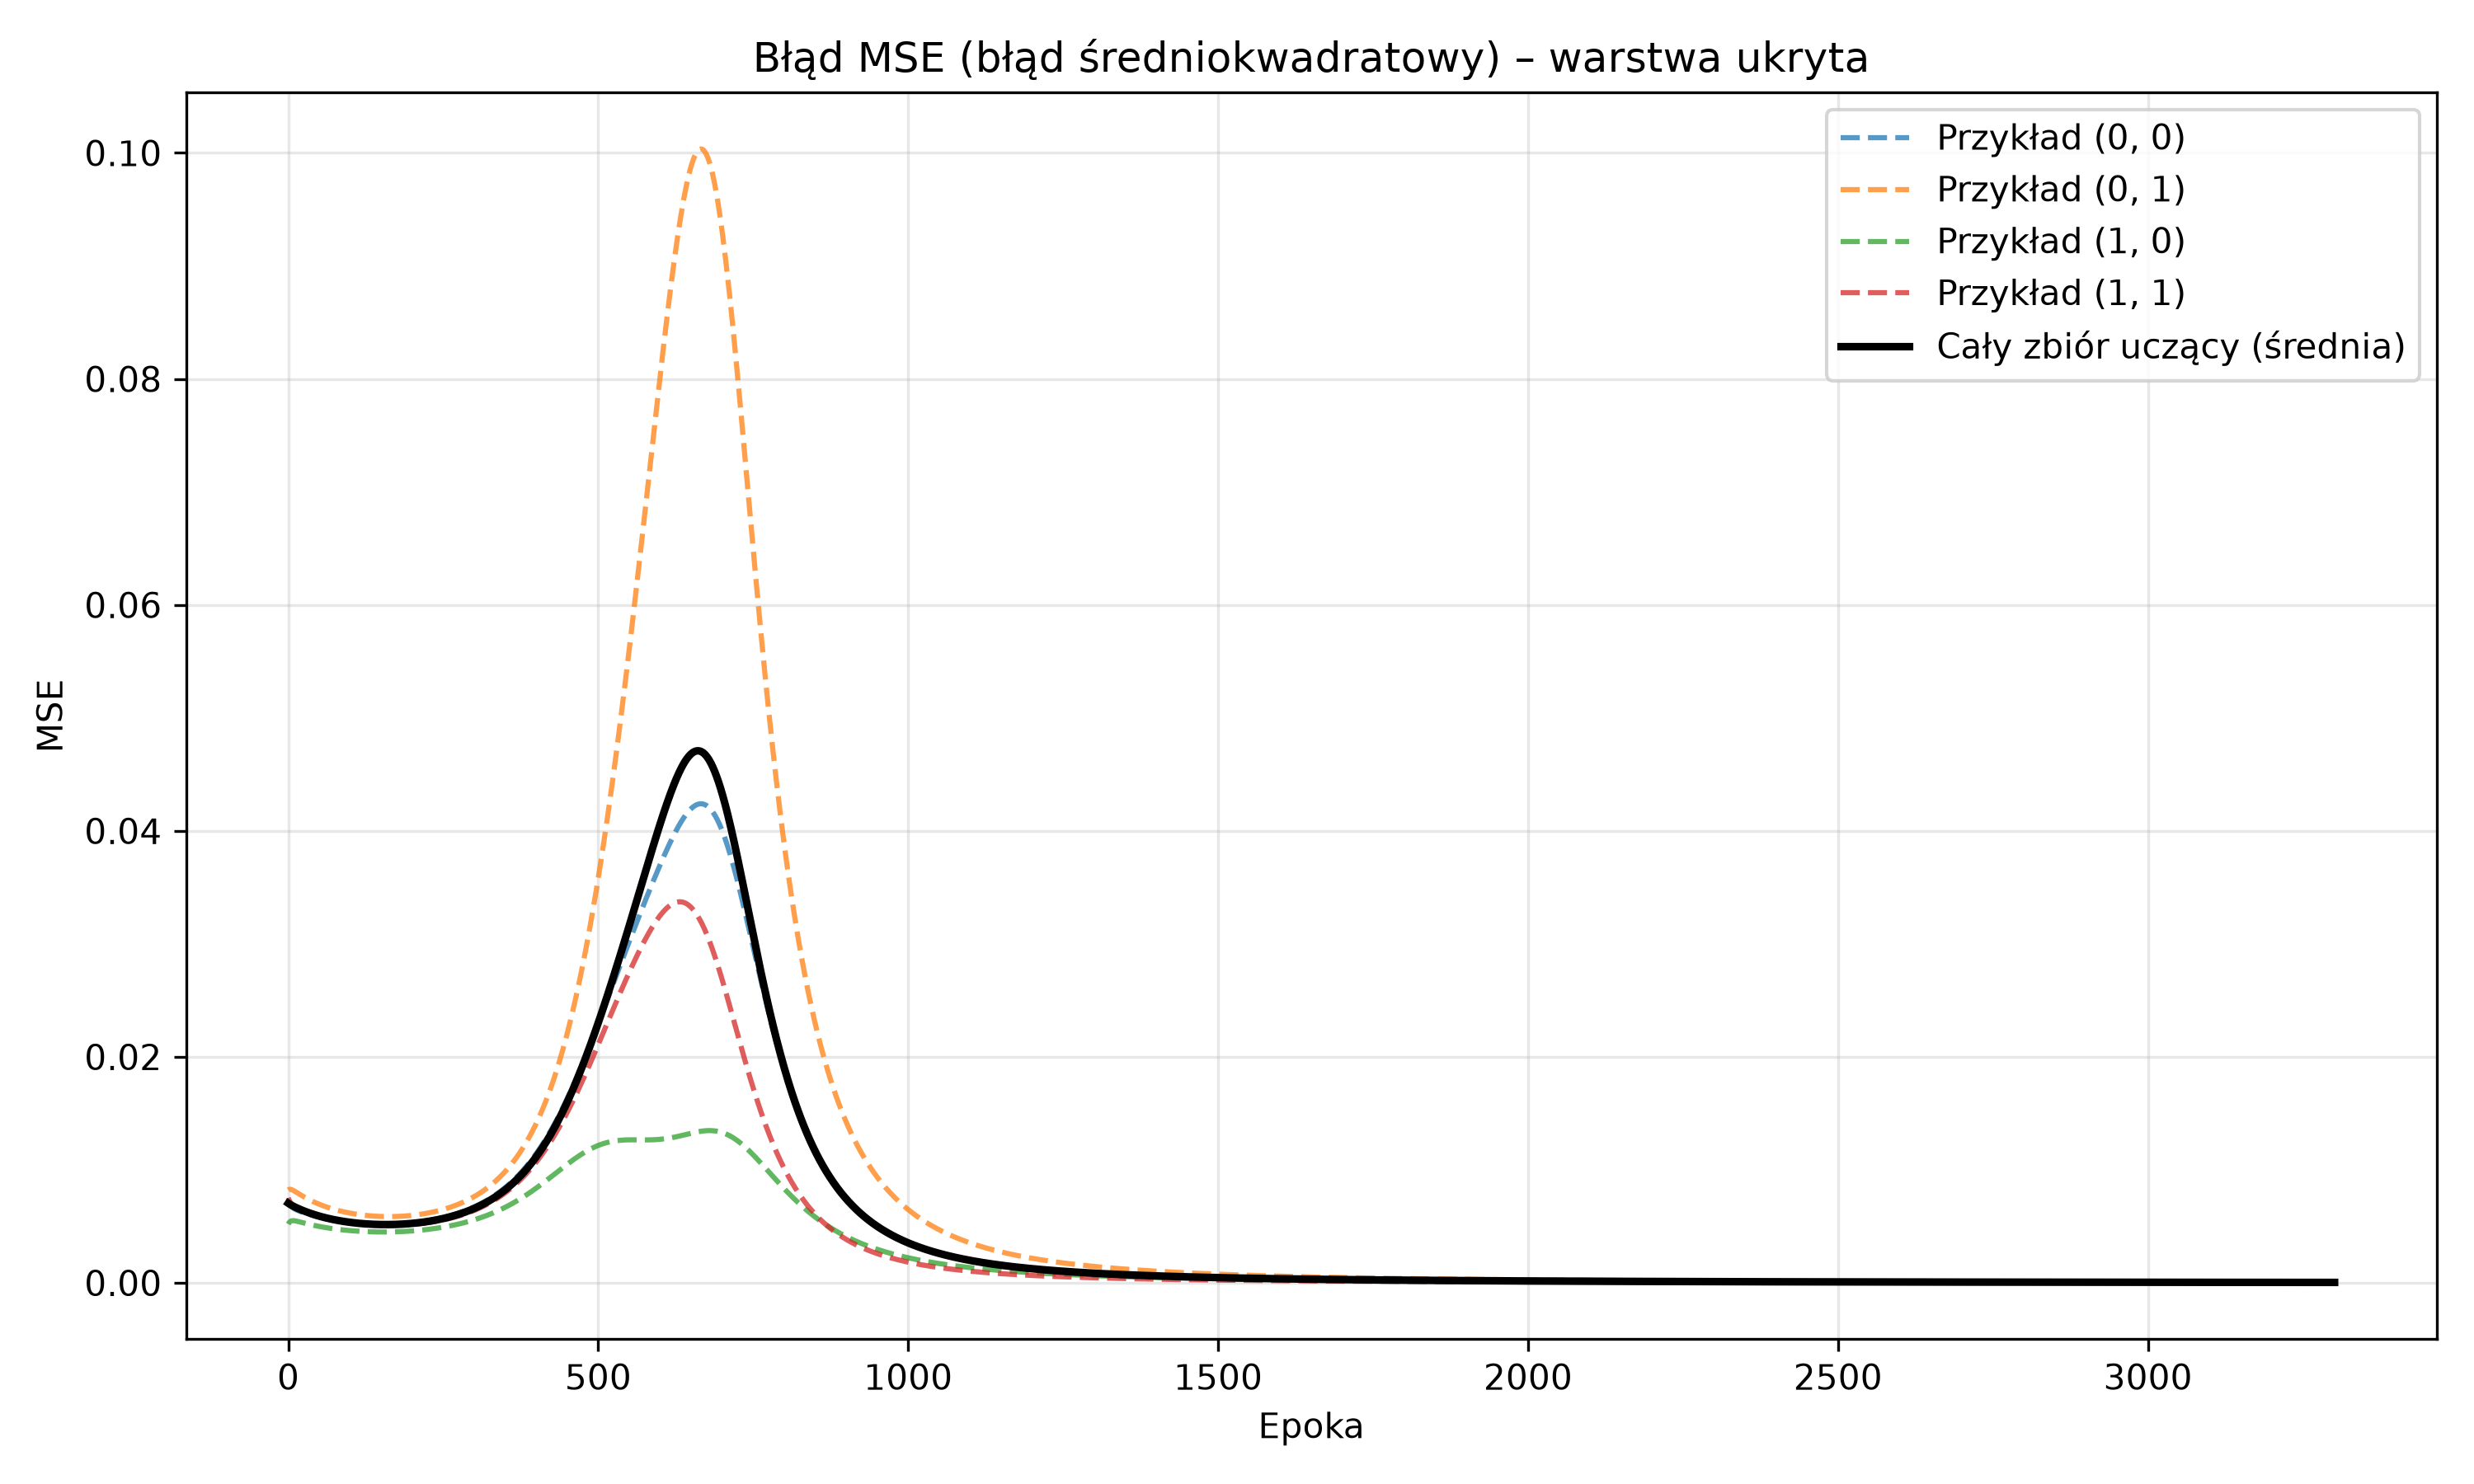 Błąd MSE (błąd średniokwadratowy) – warstwa ukryta
Przykład (0, 0)
Przykład (0, 1)
Przykład (1, 0)
Przykład (1, 1)
Cały zbiór uczący (średnia)
MSE
0.10
0.08
0.06
0.04
0.02
0.00
0 500 1000 1500 2000 2500 3000
Epoka